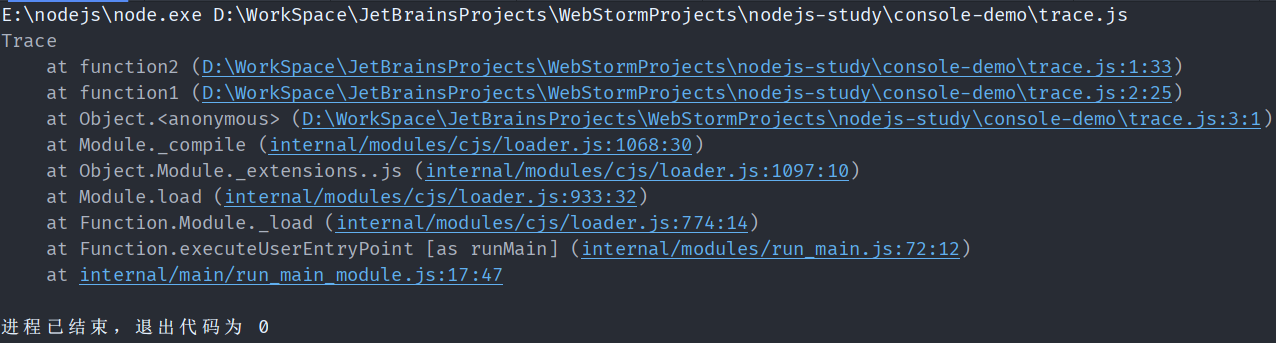 E:\nodejs\node.exe D:\WorkSpace\JetBrainsProjects\WebStormProjects\nodejs-study\console-demo\trace.js
Trace
    at function2 (D:\WorkSpace\JetBrainsProjects\WebStormProjects\nodejs-study\console-demo\trace.js:1:33)
    at function1 (D:\WorkSpace\JetBrainsProjects\WebStormProjects\nodejs-study\console-demo\trace.js:2:25)
    at Object.<anonymous> (D:\WorkSpace\JetBrainsProjects\WebStormProjects\nodejs-study\console-demo\trace.js:3:1)
    at Module._compile (internal/modules/cjs/loader.js:1068:30)
    at Object.Module._extensions..js (internal/modules/cjs/loader.js:1097:10)
    at Module.load (internal/modules/cjs/loader.js:933:32)
    at Function.Module._load (internal/modules/cjs/loader.js:774:14)
    at Function.executeUserEntryPoint [as runMain] (internal/modules/run_main.js:72:12)
    at internal/main/run_main_module.js:17:47
进程已结束，退出代码为 0